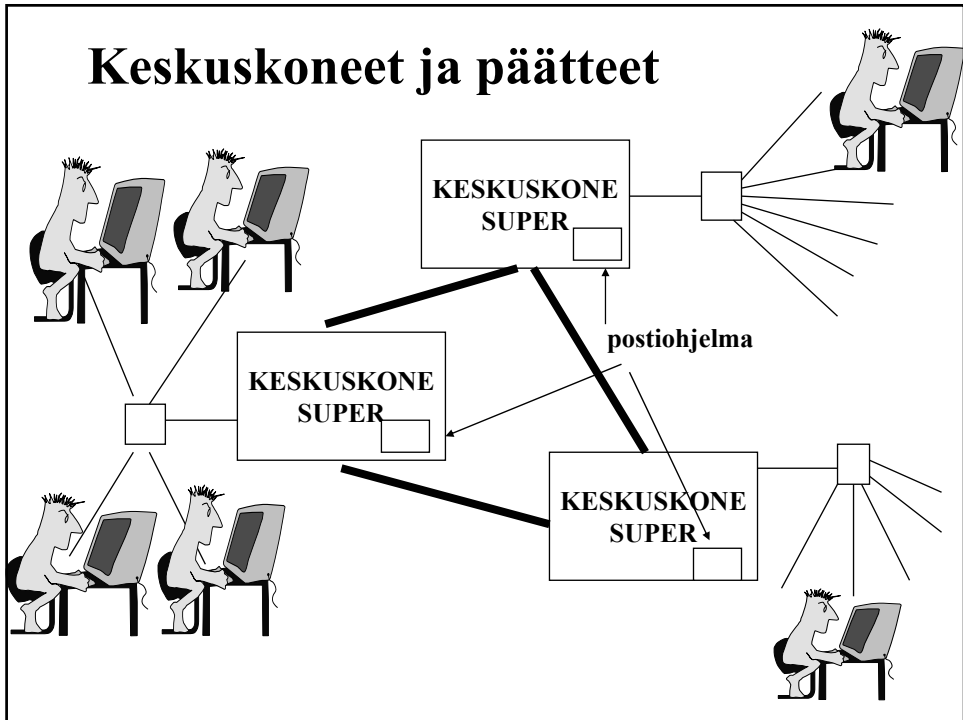 Keskuskoneet ja päätteet
KESKUSKONE
SUPER
postiohjelma
KESKUSKONE
SUPER
KESKUSKONE
SUPER